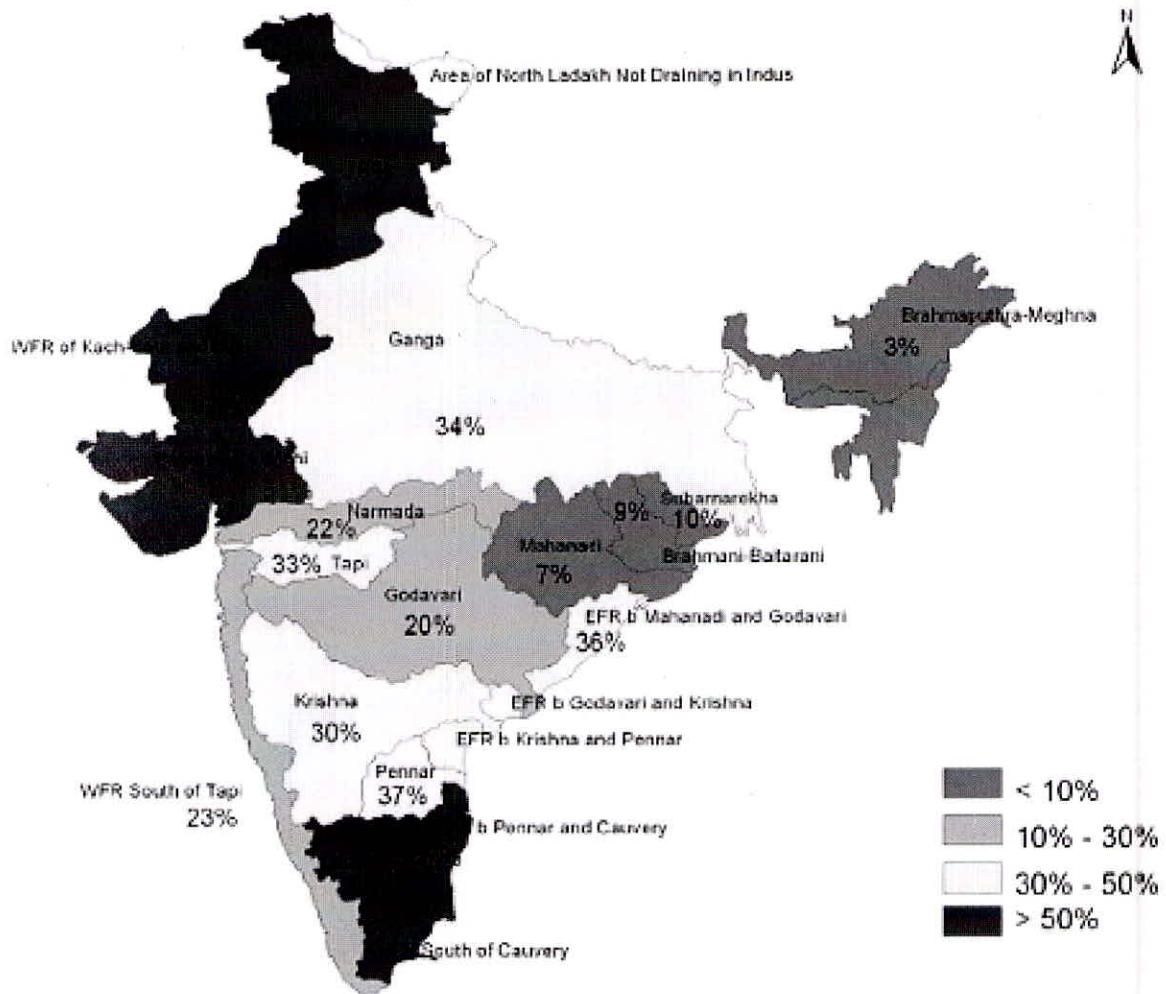 N
Area of North Ladakh Not Draining in Indus
Brahmaputhra-Meghna
3%
WFR of Kach
Ganga
34%
hi
Narmada
22%
Subarnarekha
9%
10%
33% Tapi
Mahanadi
7%
Brahmani-Baitarani
Godavari
20%
EFR b Mahanadi and Godavari
36%
Krishna
30%
EFR b Godavari and Krishna
EFR b Krishna and Pennar
Pennar
37%
WFR South of Tapi
23%
b Pennar and Cauvery
South of Cauvery
< 10%
10% - 30%
30% - 50%
> 50%